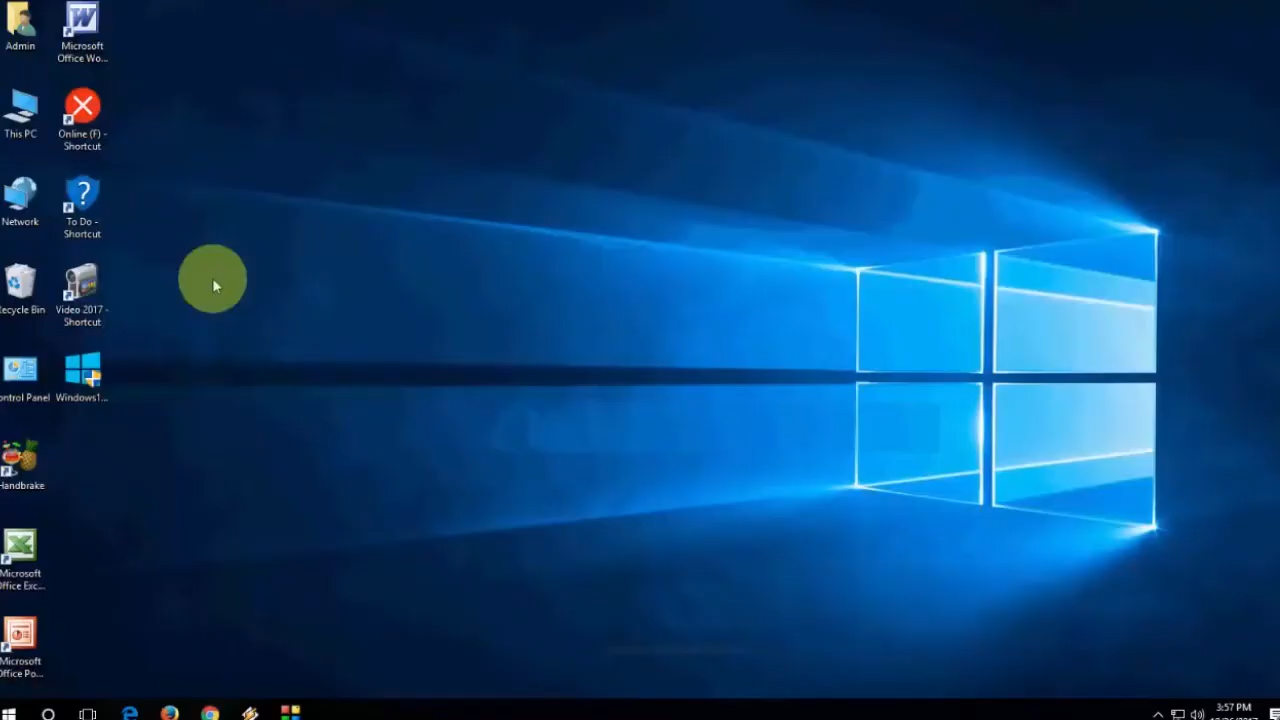 Admin
Microsoft
Office Wo...
This PC
Online (F) -
Shortcut
Network
To Do -
Shortcut
ecycle Bin
Video 2017 -
Shortcut
ontrol Panel
Windows1...
Handbrake
Microsoft
Office Exc...
Microsoft
Office Po...
3:57 PM